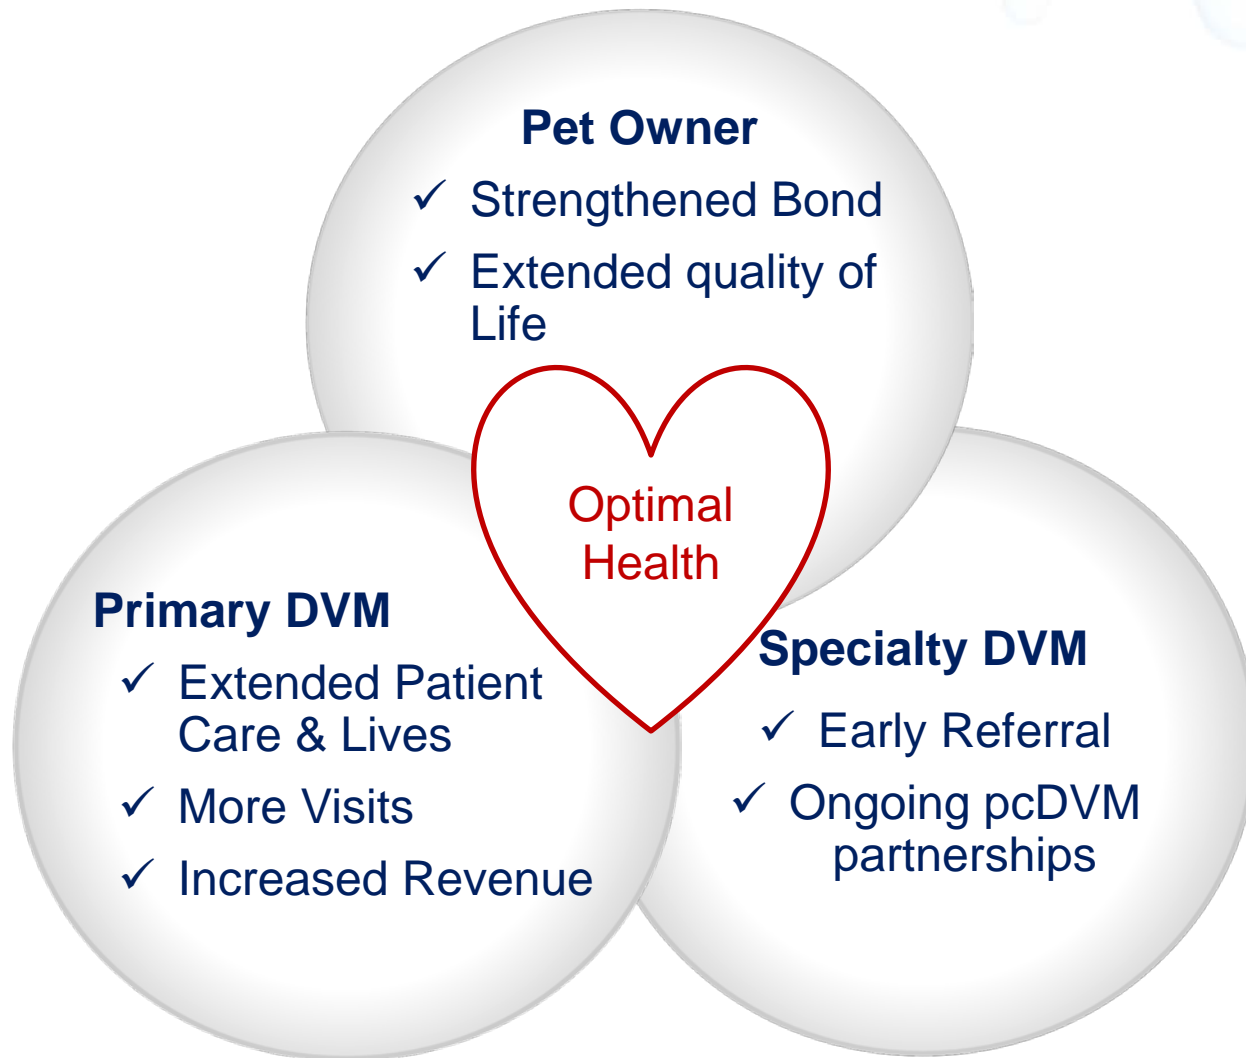 Pet Owner
✓ Strengthened Bond
✓ Extended quality of
Life
Optimal
Health
Primary DVM
✓ Extended Patient
Care & Lives
✓ More Visits
✓ Increased Revenue
Specialty DVM
✓ Early Referral
✓ Ongoing pcDVM
partnerships